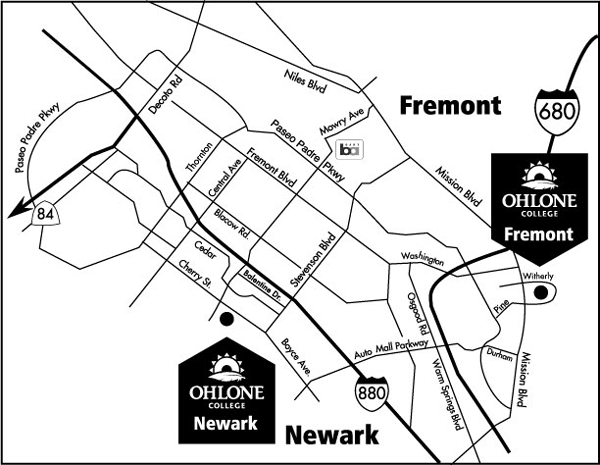 Niles Blvd
Decoto Rd
Paseo Padre Pkwy
Mowry Ave
Fremont
680
Paseo Padre Pkwy
Thornton
Central Ave
Fremont Blvd
Mission Blvd
OHLONE
COLLEGE
Fremont
84
Blacow Rd.
Cedar
Cherry St.
Balentine Dr.
Stevenson Blvd
Washington
Witherly
Osgood Rd
Pine
Boyce Ave.
Auto Mall Parkway
Durham
Mission Blvd
Warm Springs Blvd
OHLONE
COLLEGE
Newark
880
Newark